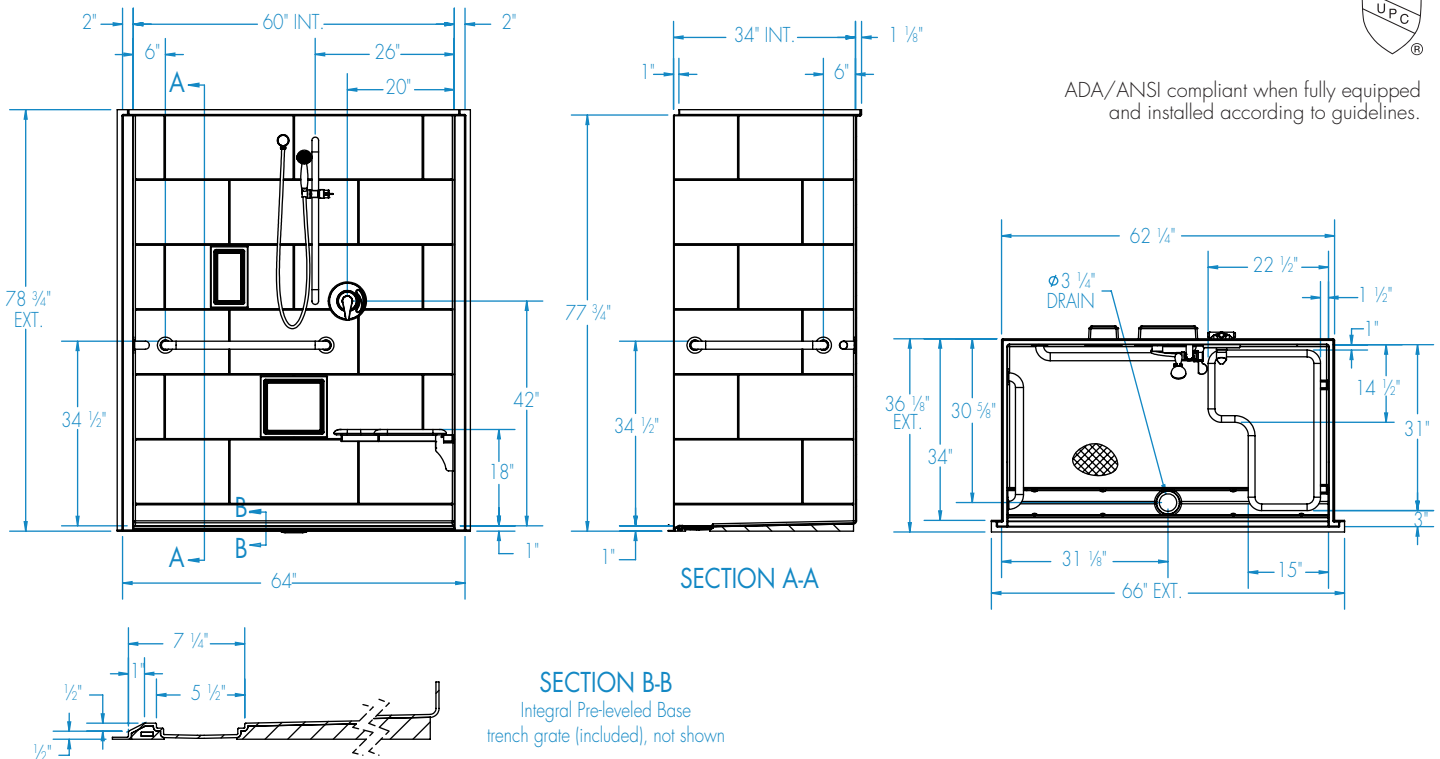 2"
60" INT.
2"
6"
26"
A
20"
78 ¾"
EXT.
34 ½"
42"
18"
B
B
A
1"
64"
34" INT.
1 ⅛"
1"
6"
77 ¾"
34 ½"
1"
SECTION A-A
UPC
®
ADA/ANSI compliant when fully equipped
and installed according to guidelines.
62 ¼"
ø3 ¼"
DRAIN
22 ½"
1 ½"
1"
36 ⅛"
EXT.
30 ⅝"
34"
14 ½"
31"
3"
31 ⅛"
15"
66" EXT.
7 ¼"
1"
5 ½"
½"
½"
SECTION B-B
Integral Pre-leveled Base
trench grate (included), not shown